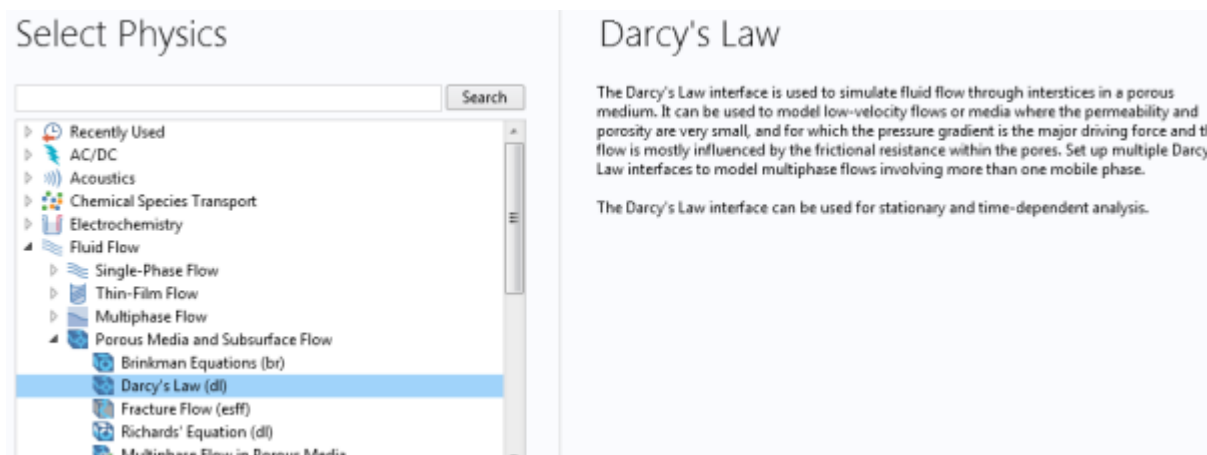 Select Physics
Search
Recently Used
AC/DC
Acoustics
Chemical Species Transport
Electrochemistry
Fluid Flow
Single-Phase Flow
Thin-Film Flow
Multiphase Flow
Porous Media and Subsurface Flow
Brinkman Equations (br)
Darcy's Law (dl)
Fracture Flow (esff)
Richards' Equation (dl)
Multiphase Flow in Porous Media
Darcy's Law
The Darcy's Law interface is used to simulate fluid flow through interstices in a porous
medium. It can be used to model low-velocity flows or media where the permeability and
porosity are very small, and for which the pressure gradient is the major driving force and th
flow is mostly influenced by the frictional resistance within the pores. Set up multiple Darcy
Law interfaces to model multiphase flows involving more than one mobile phase.
The Darcy's Law interface can be used for stationary and time-dependent analysis.